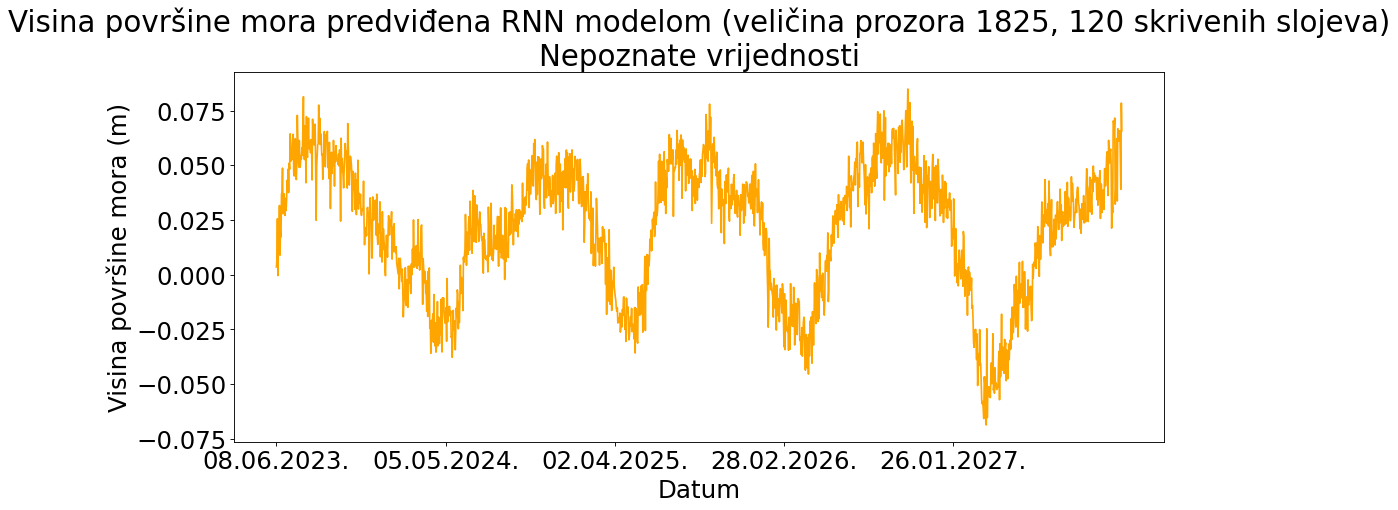 Visina površine mora predviđena RNN modelom (veličina prozora 1825, 120 skrivenih slojeva)
Nepoznate vrijednosti
Visina površine mora (m)
0.075
0.050
0.025
0.000
−0.025
−0.050
−0.075
08.06.2023. 05.05.2024. 02.04.2025. 28.02.2026. 26.01.2027.
Datum